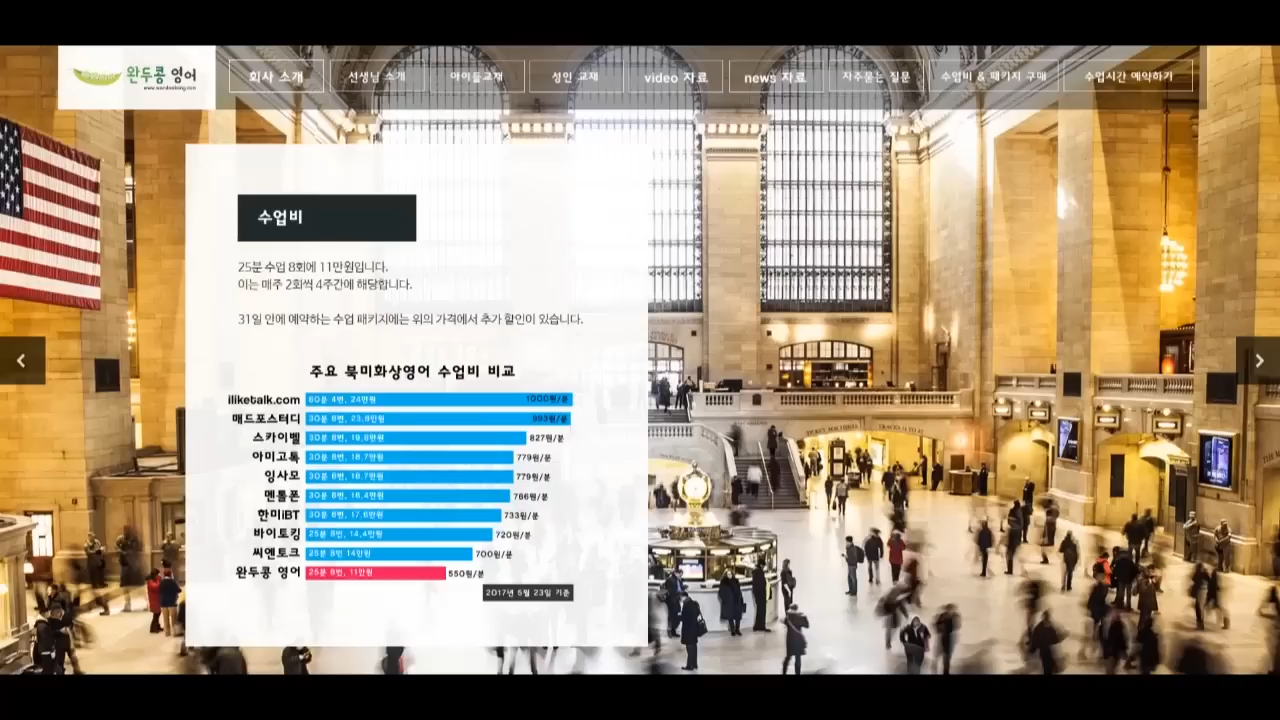 완두콩 영어
www.wandookong.com
회사 소개
선생님 소개
아이들교재
성인 교재
video 자료
news 자료
자주묻는 질문
수업비 & 패키지 구매
수업시간 예약하기
수업비
25분 수업 8회에 11만원입니다.
이는 매주 2회씩 4주간에 해당합니다.
31일 안에 예약하는 수업 패키지에는 위의 가격에서 추가 할인이 있습니다.
주요 북미화상영어 수업비 비교
iliketalk.com 60분 4번, 24만원 1000원/분
매드포스터디 30분 8번, 23.8만원 993원/분
스카이벨 30분 8번, 19.8만원 827원/분
아미고톡 30분 8번, 18.7만원 779원/분
잉사모 30분 8번, 18.7만원 779원/분
멘톨폰 30분 8번, 18.4만원 766원/분
한미iBT 30분 8번, 17.6만원 733원/분
바이토킹 25분 8번, 14.4만원 720원/분
씨앤토크 25분 8번 14만원 700원/분
완두콩 영어 25분 8번, 11만원 550원/분
2017년 5월 23일 기준